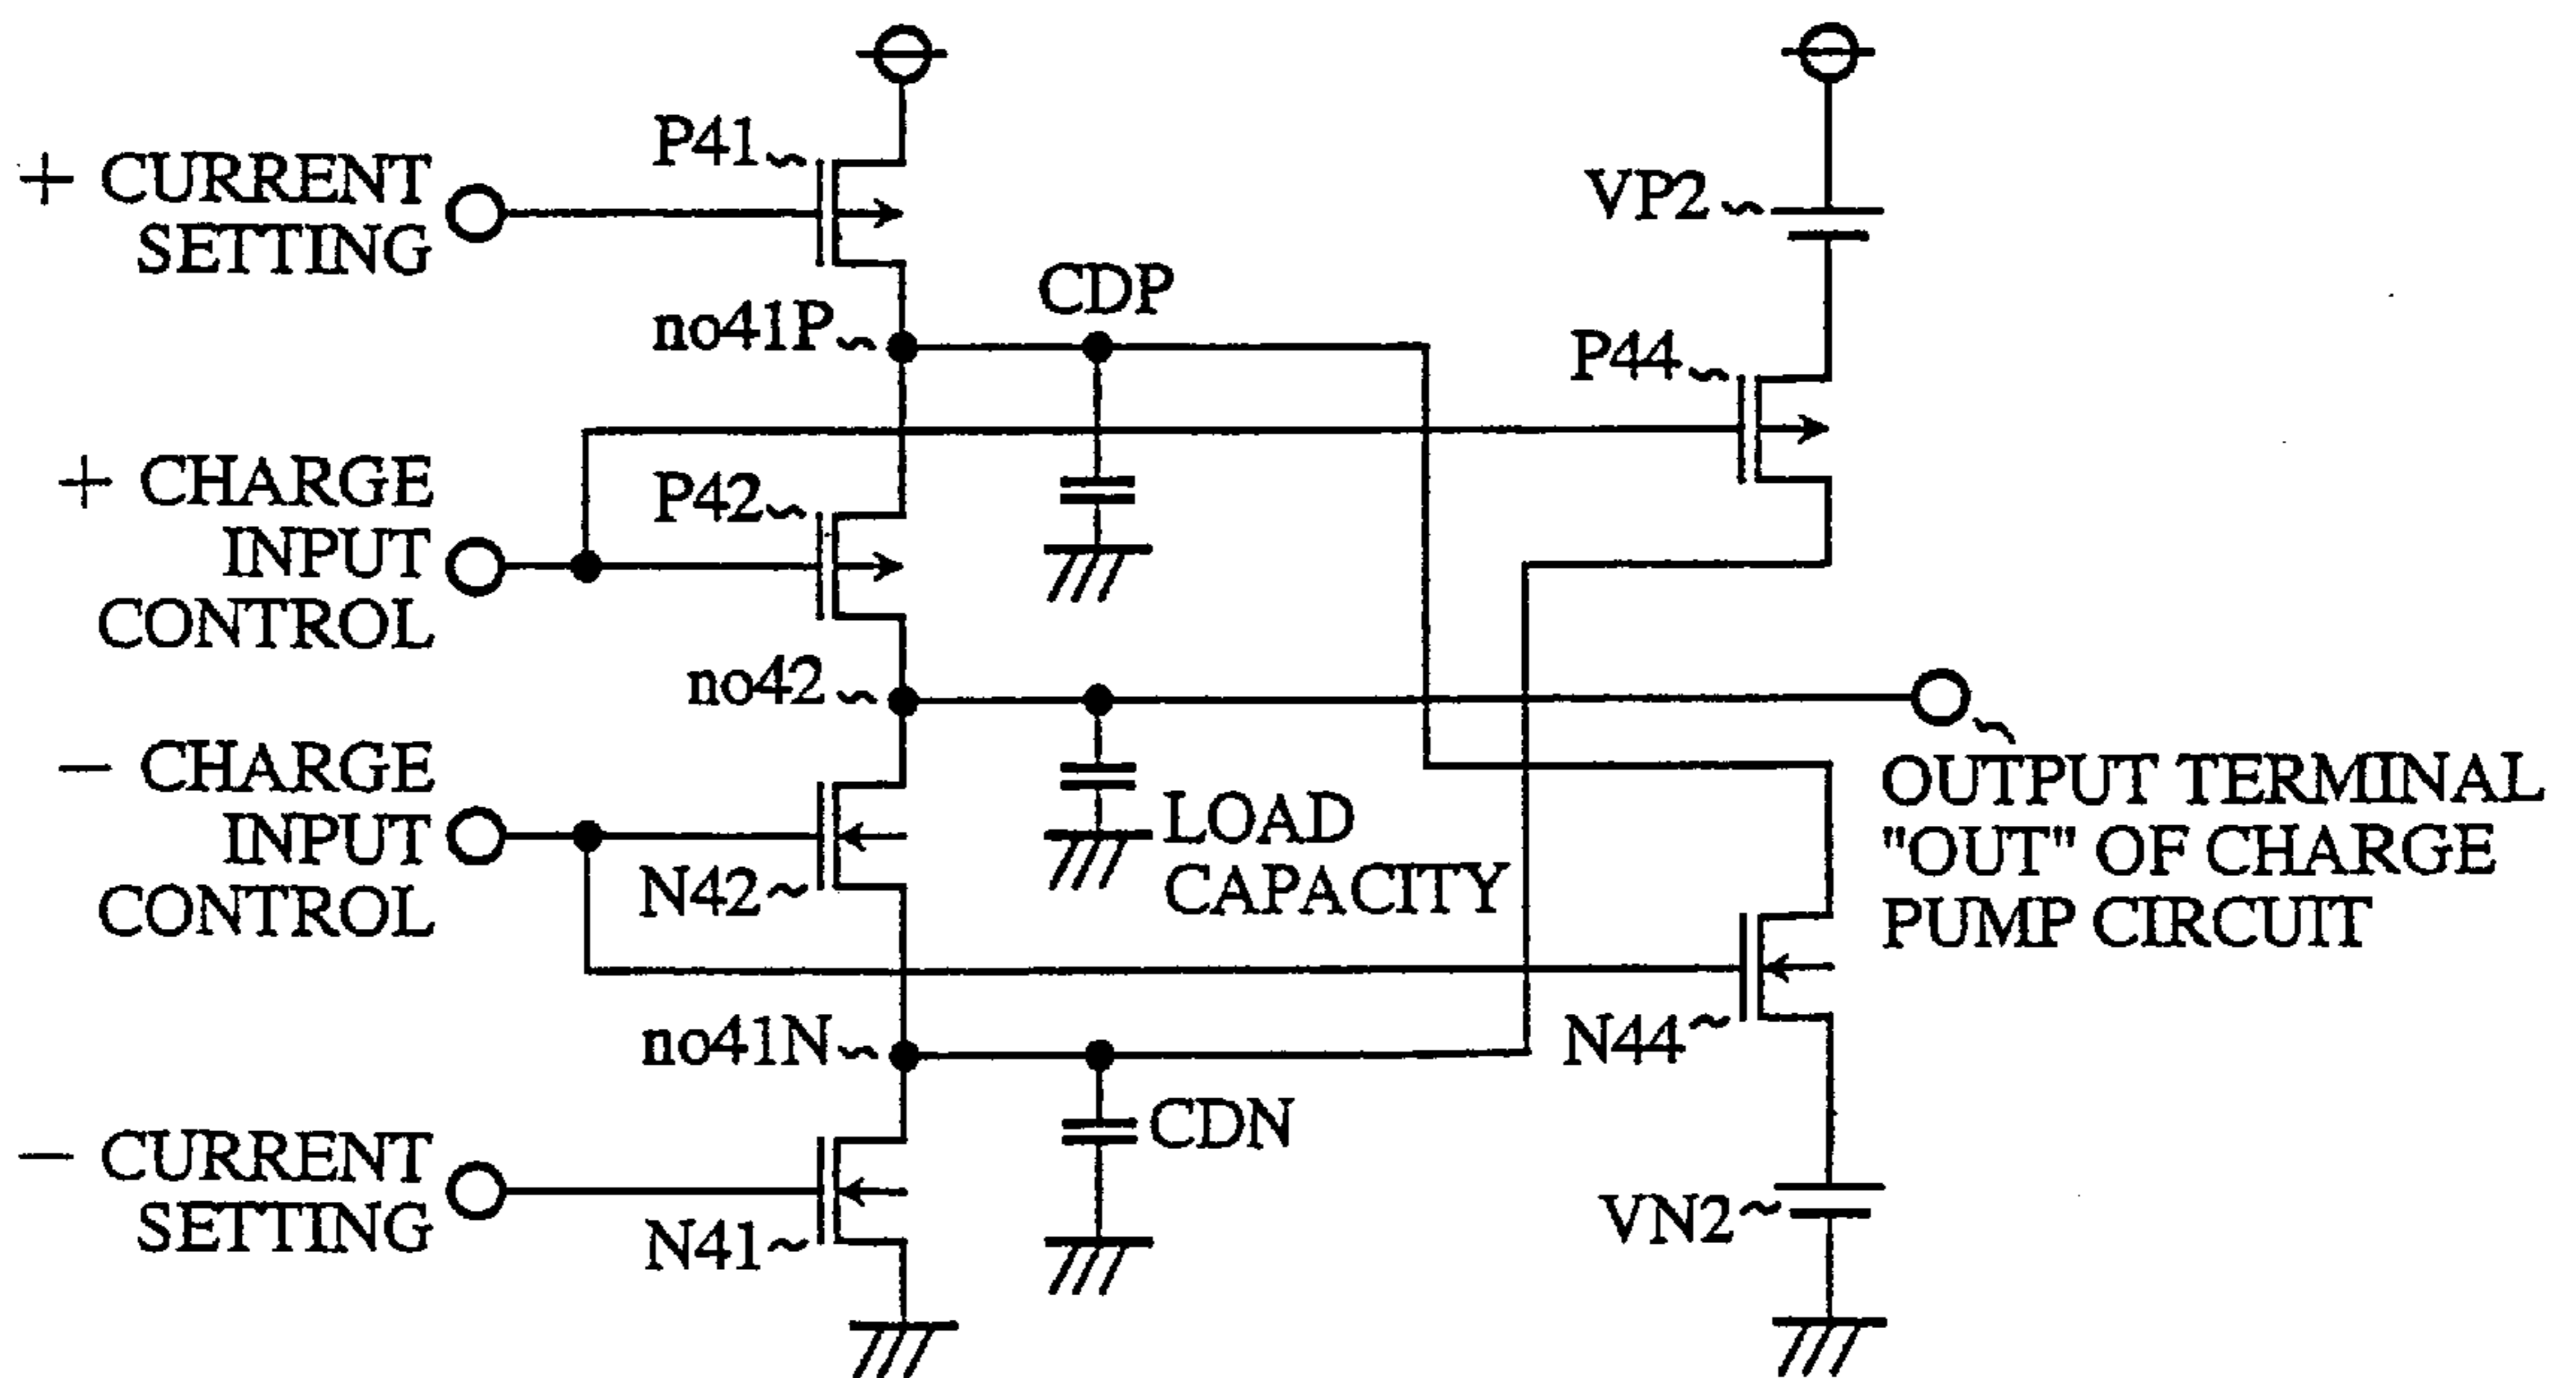 P41
+ CURRENT
SETTING
VP2
CDP
no41P
P44
+ CHARGE
INPUT
CONTROL
P42
no42
− CHARGE
INPUT
CONTROL
N42
LOAD
CAPACITY
OUTPUT TERMINAL
"OUT" OF CHARGE
PUMP CIRCUIT
no41N
N44
CDN
− CURRENT
SETTING
N41
VN2